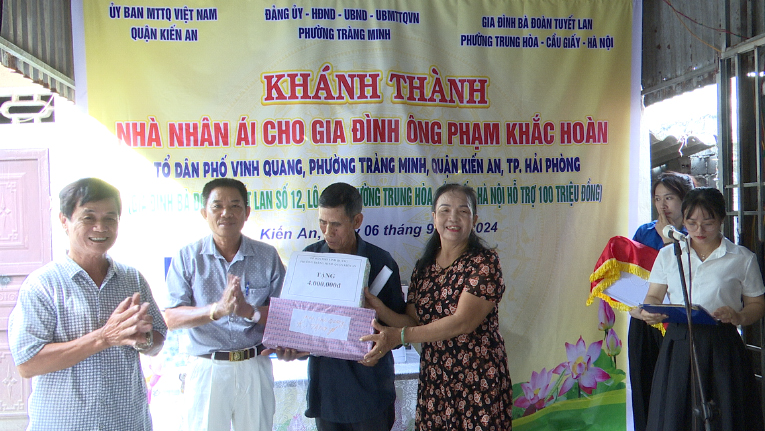 ỦY BAN MTTQ VIỆT NAM
QUẬN KIẾN AN
ĐẢNG ỦY - HĐND - UBND - UBMTTQVN
PHƯỜNG TRÀNG MINH
GIA ĐÌNH BÀ ĐOÀN TUYẾT LAN
PHƯỜNG TRUNG HÒA - CẦU GIẤY - HÀ NỘI
KHÁNH THÀNH
NHÀ NHÂN ÁI CHO GIA ĐÌNH ÔNG PHẠM KHẮC HOÀN
TỔ DÂN PHỐ VINH QUANG, PHƯỜNG TRÀNG MINH, QUẬN KIẾN AN, TP. HẢI PHÒNG
BÀ LAN SỐ 12, LÔ PHƯỜNG TRUNG HÒA HÀ NỘI HỖ TRỢ 100 TRIỆU ĐỒNG)
Kiến An, 06 tháng 9 2024
TẶNG
4.000.000đ